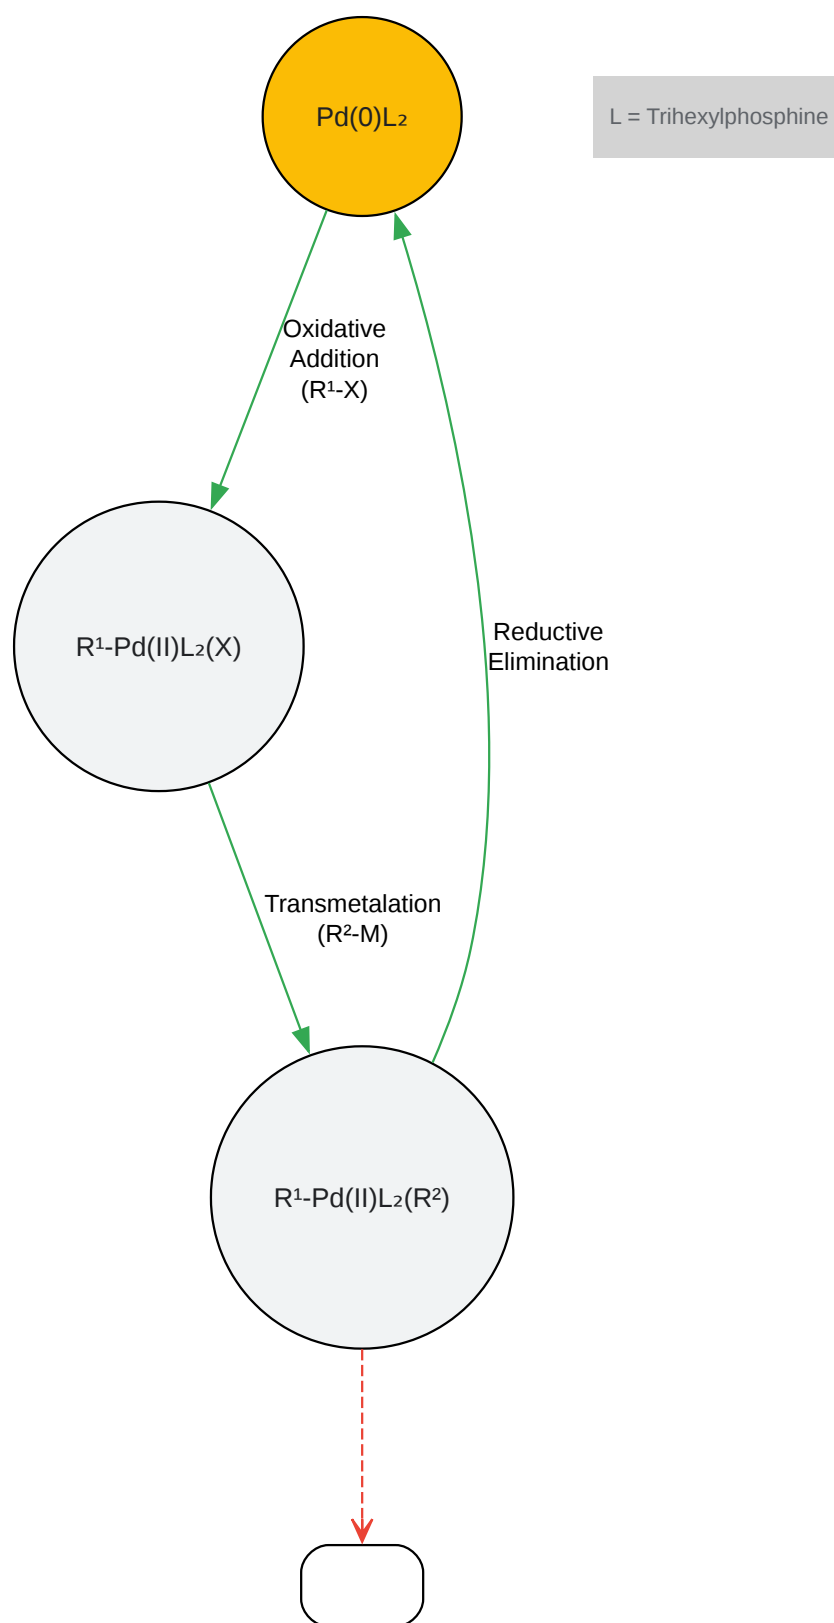 Pd(0)L₂
L = Trihexylphosphine
Oxidative
Addition
(R¹-X)
R¹-Pd(II)L₂(X)
Reductive
Elimination
Transmetalation
(R²-M)
R¹-Pd(II)L₂(R²)